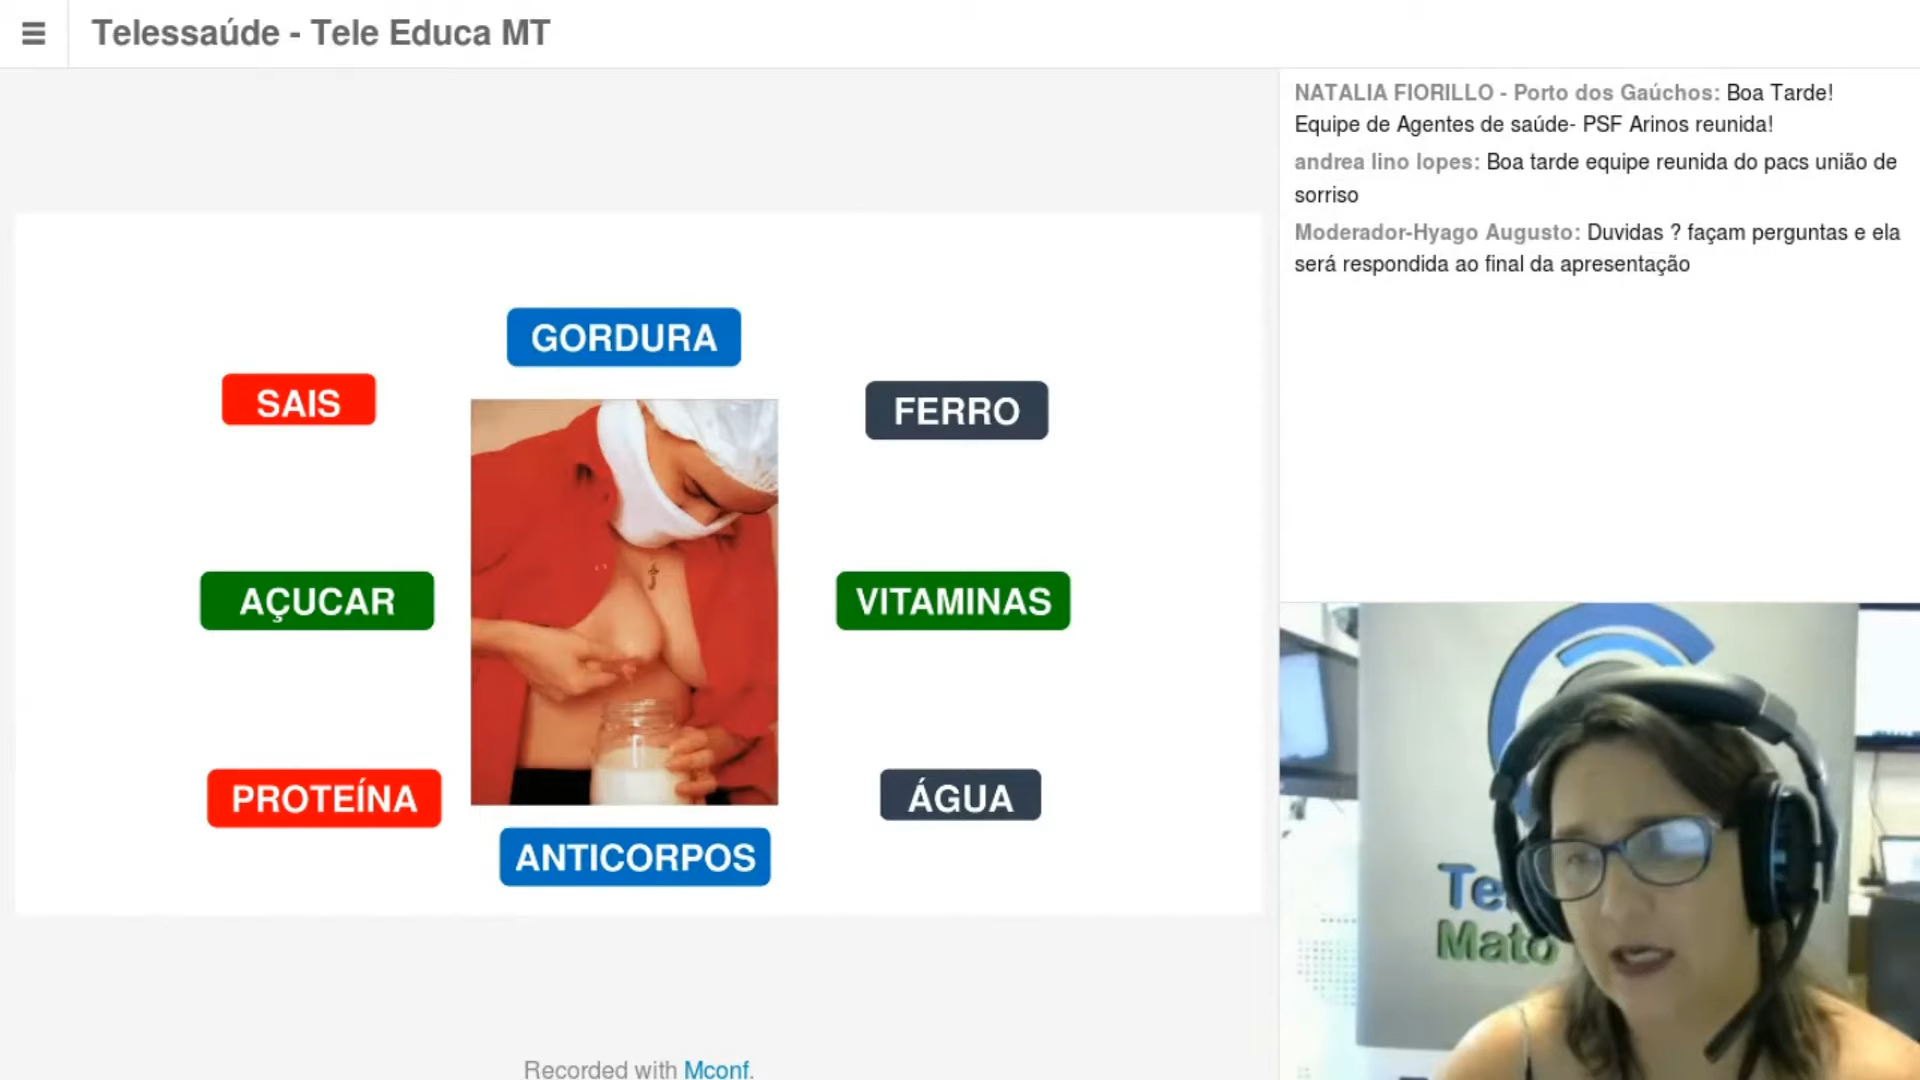 Telessaúde - Tele Educa MT
NATALIA FIORILLO - Porto dos Gaúchos: Boa Tarde!
Equipe de Agentes de saúde- PSF Arinos reunida!
andrea lino lopes: Boa tarde equipe reunida do pacs união de
sorriso
Moderador-Hyago Augusto: Duvidas ? façam perguntas e ela
será respondida ao final da apresentação
GORDURA
SAIS
FERRO
AÇUCAR
VITAMINAS
PROTEÍNA
ÁGUA
ANTICORPOS
Te
Mato
Recorded with Mconf.